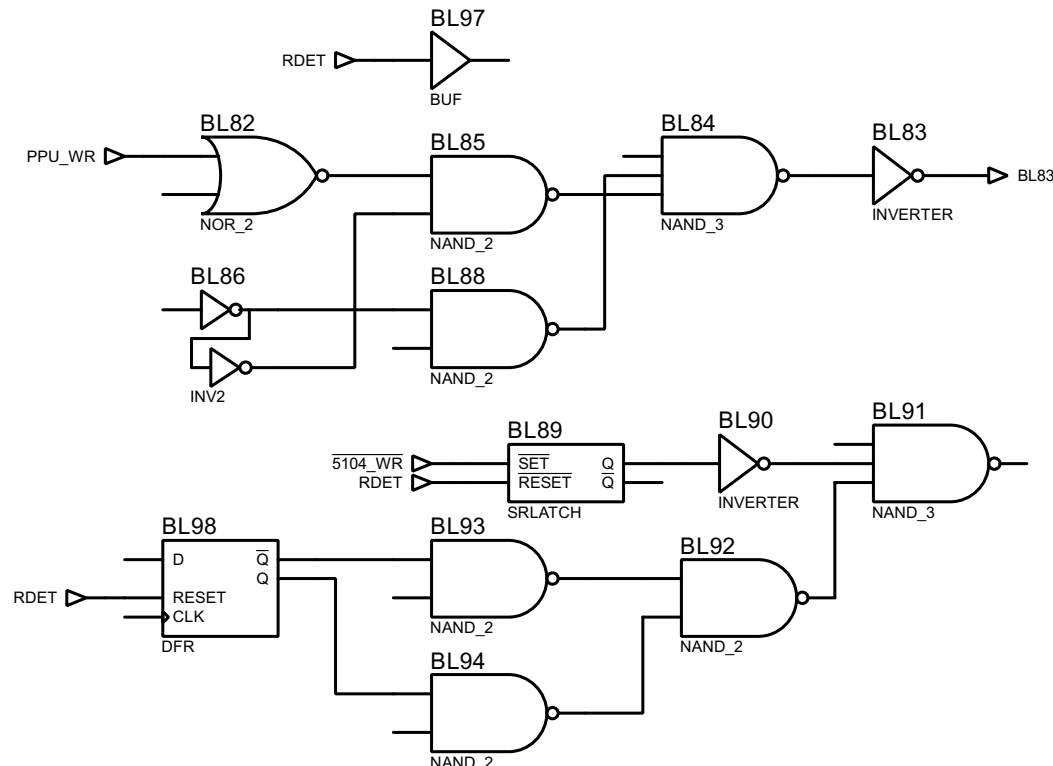 BL97
RDET
BUF
BL82
PPU_WR
NOR_2
BL85
NAND_2
BL84
NAND_3
BL83
INVERTER
BL83
BL86
INV2
BL88
NAND_2
BL89
5104_WR
RDET
SET Q
RESET Q
SRLATCH
BL90
INVERTER
BL91
NAND_3
BL98
D Q
Q
RDET
RESET
CLK
DFR
BL93
NAND_2
BL92
NAND_2
BL94
NAND_2